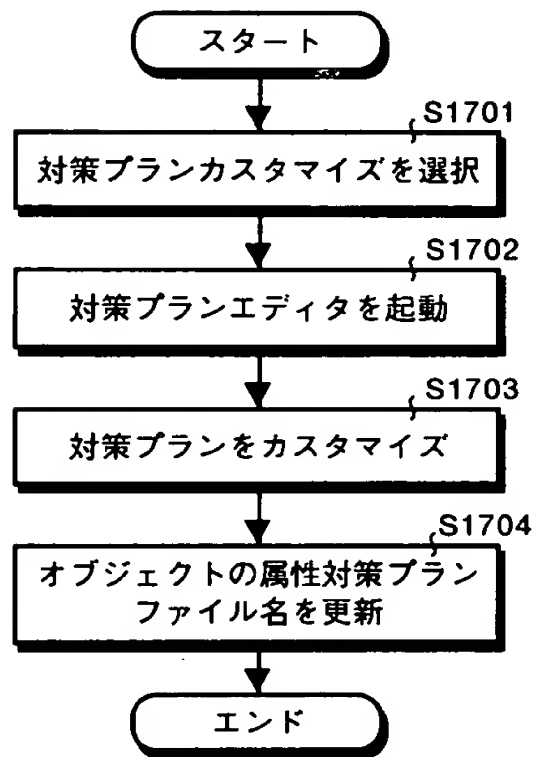 スタート
S1701
対策プランカスタマイズを選択
S1702
対策プランエディタを起動
S1703
対策プランをカスタマイズ
S1704
オブジェクトの属性対策プラン
ファイル名を更新
エンド